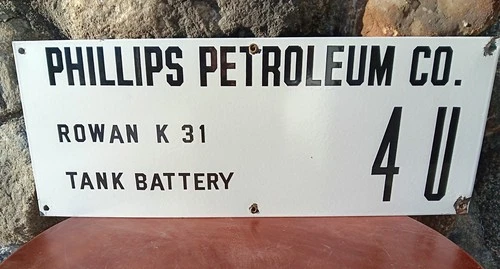 PHILLIPS PETROLEUM CO.
ROWAN K 31
TANK BATTERY
4 U